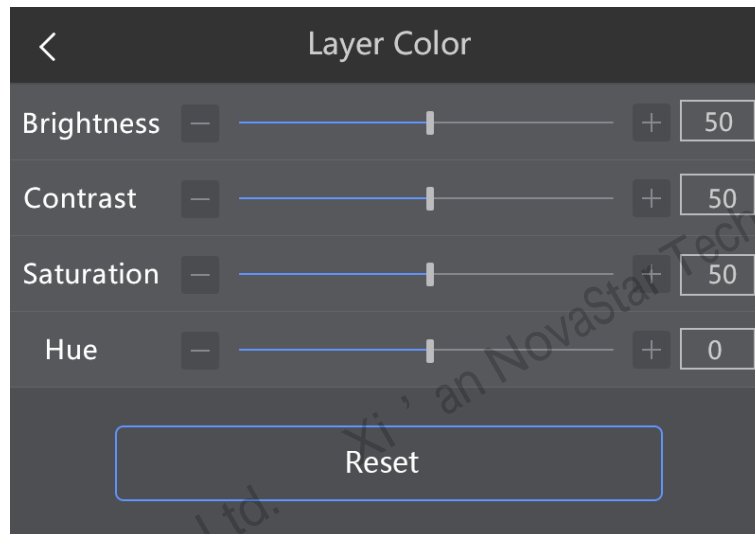 Layer Color
Brightness 50
Contrast 50
Saturation 50
Hue 0
Reset
Xi’an NovaStar Tech
Ltd.